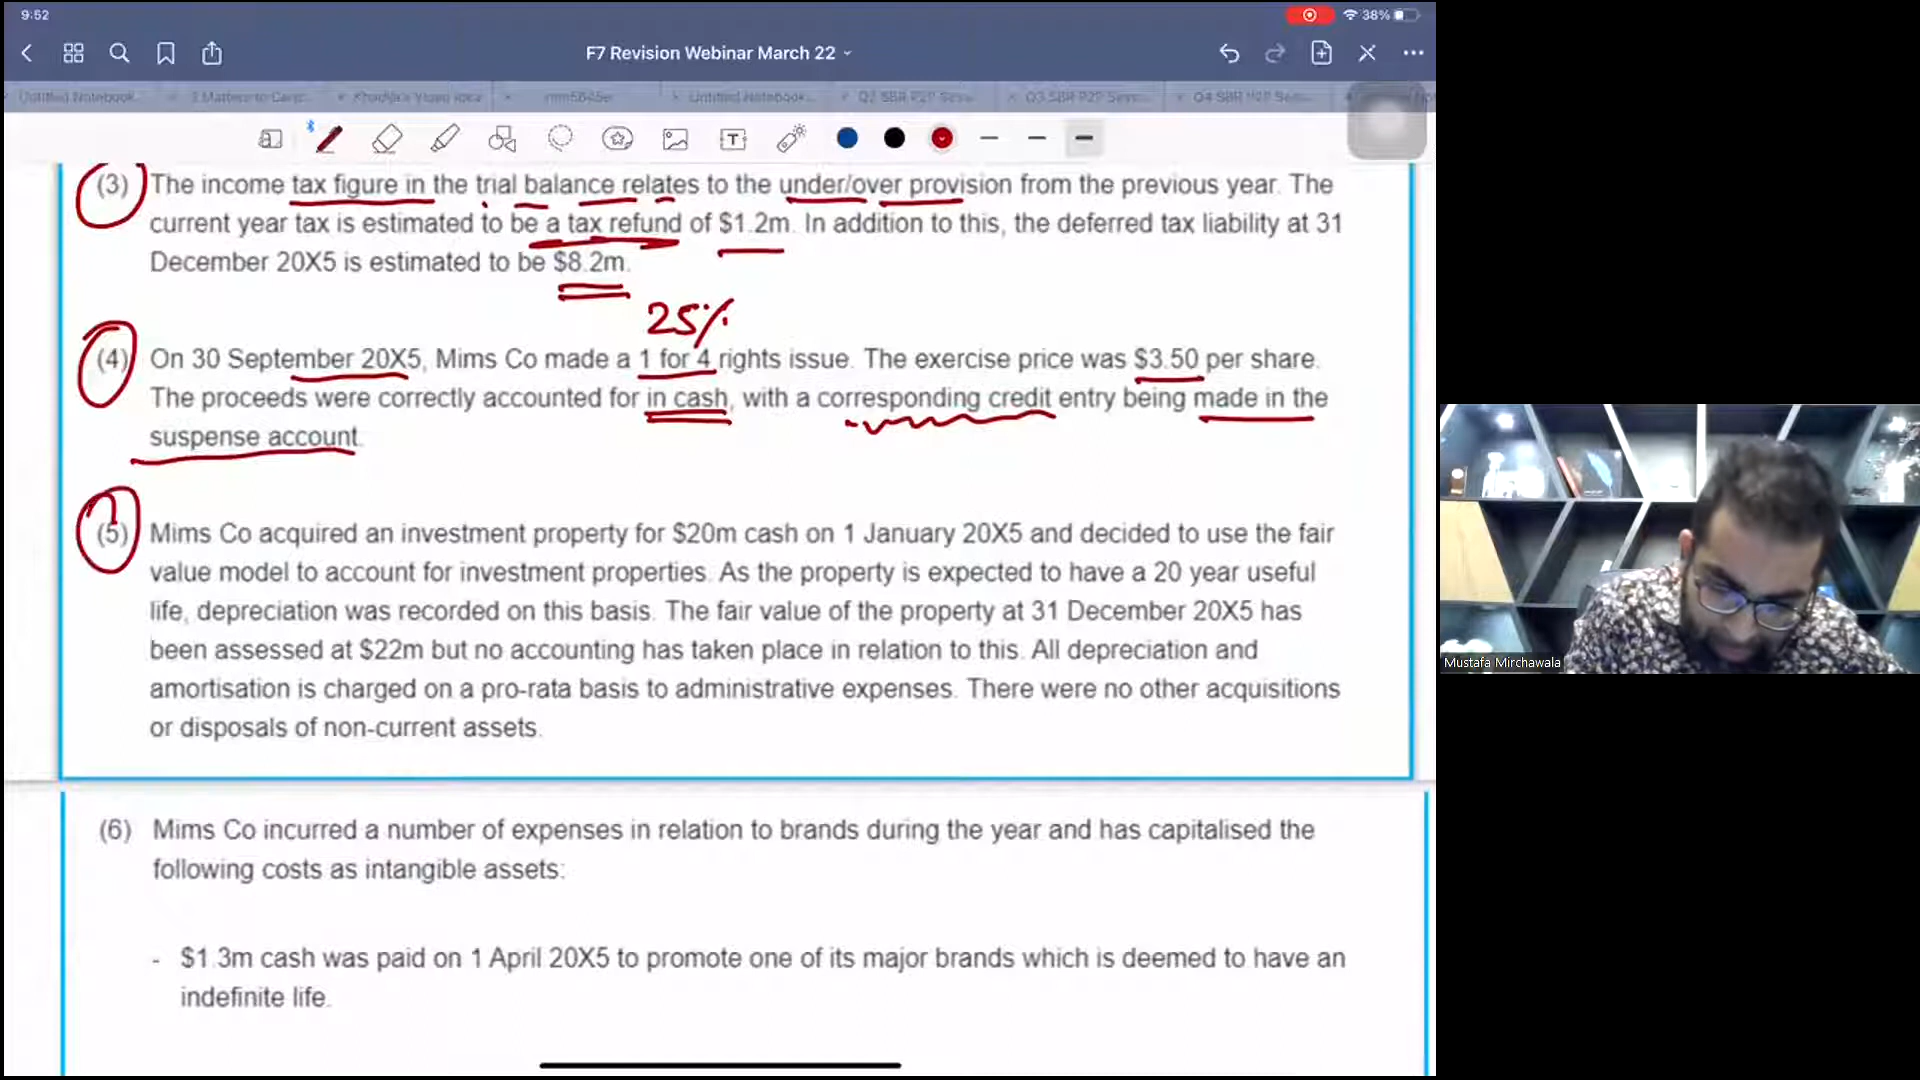 9:52
38%
F7 Revision Webinar March 22
Untitled Notebook...
Untitled Notebook...
(3) The income tax figure in the trial balance relates to the under/over provision from the previous year. The
current year tax is estimated to be a tax refund of $1.2m. In addition to this, the deferred tax liability at 31
December 20X5 is estimated to be $8.2m.
25%
(4) On 30 September 20X5, Mims Co made a 1 for 4 rights issue. The exercise price was $3.50 per share.
The proceeds were correctly accounted for in cash, with a corresponding credit entry being made in the
suspense account.
(5) Mims Co acquired an investment property for $20m cash on 1 January 20X5 and decided to use the fair
value model to account for investment properties. As the property is expected to have a 20 year useful
life, depreciation was recorded on this basis. The fair value of the property at 31 December 20X5 has
been assessed at $22m but no accounting has taken place in relation to this. All depreciation and
amortisation is charged on a pro-rata basis to administrative expenses. There were no other acquisitions
or disposals of non-current assets.
Mustafa Mirchawala
(6) Mims Co incurred a number of expenses in relation to brands during the year and has capitalised the
following costs as intangible assets:
- $1.3m cash was paid on 1 April 20X5 to promote one of its major brands which is deemed to have an
indefinite life.